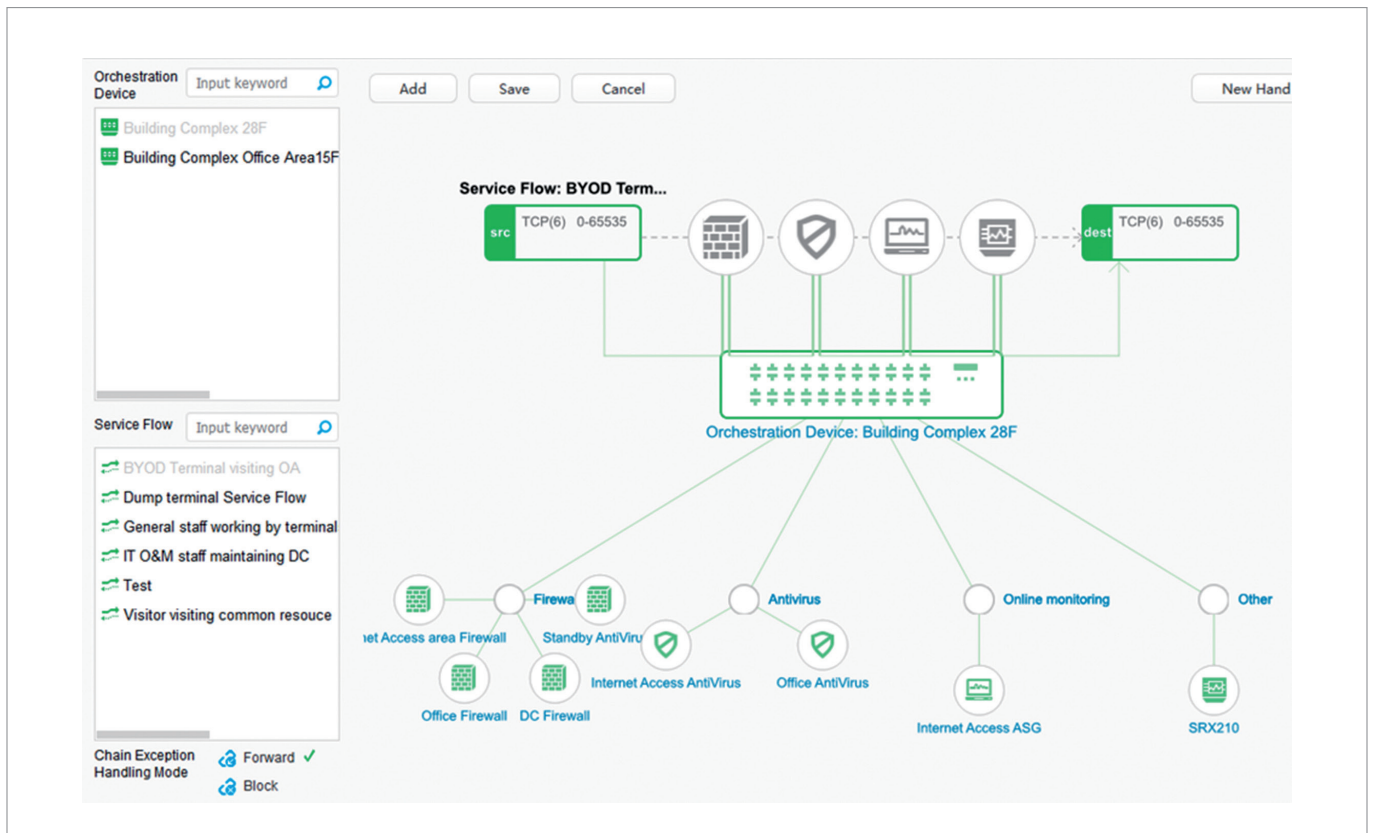 Orchestration
Device
Input keyword
Building Complex 28F
Building Complex Office Area15F
Service Flow
Input keyword
BYOD Terminal visiting OA
Dump terminal Service Flow
General staff working by terminal
IT O&M staff maintaining DC
Test
Visitor visiting common resouce
Chain Exception
Handling Mode
Forward
Block
Add
Save
Cancel
New Hand
Service Flow: BYOD Term...
src
TCP(6) 0-65535
dest
TCP(6) 0-65535
Orchestration Device: Building Complex 28F
Firewa
Antivirus
Online monitoring
Other
net Access area Firewall
Standby AntiViru
Internet Access AntiVirus
Office AntiVirus
Office Firewall
DC Firewall
Internet Access ASG
SRX210